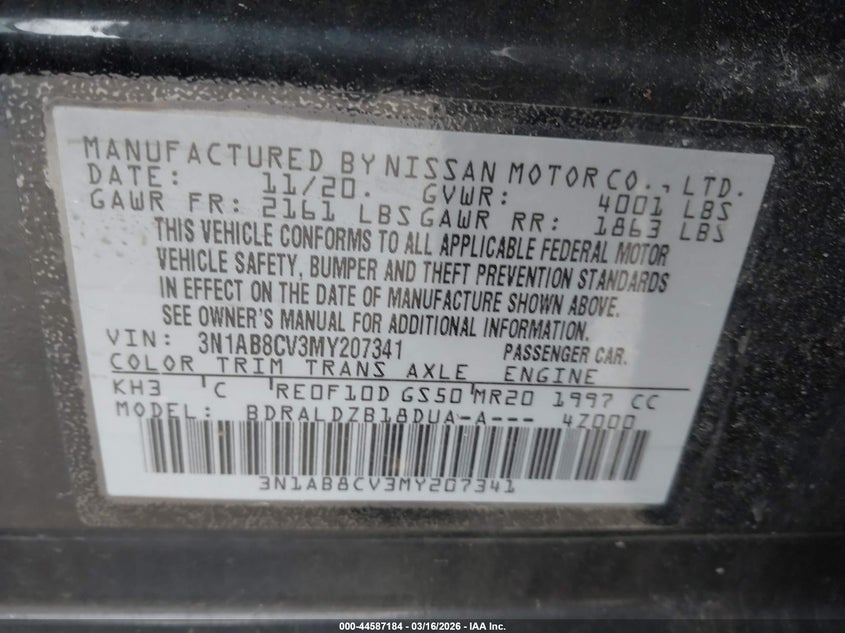 MANUFACTURED BY NISSAN MOTOR CO., LTD.
DATE: 11/20. GVWR: 4001 LBS
GAWR FR: 2161 LBS GAWR RR: 1863 LBS
THIS VEHICLE CONFORMS TO ALL APPLICABLE FEDERAL MOTOR
VEHICLE SAFETY, BUMPER AND THEFT PREVENTION STANDARDS
IN EFFECT ON THE DATE OF MANUFACTURE SHOWN ABOVE.
SEE OWNER'S MANUAL FOR ADDITIONAL INFORMATION.
VIN: 3N1AB8CV3MY207341 PASSENGER CAR.
COLOR TRIM TRANS AXLE ENGINE
KH3 C RE0F10D GS50 MR20 1997 CC
MODEL: BDRALDZB18DUA-A--- 4Z000
3N1AB8CV3MY207341
000-44587184 - 03/16/2026 - IAA Inc.